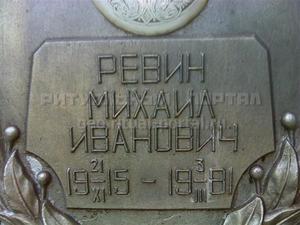 РЕВИН
МИХАИЛ
ИВАНОВИЧ
19 21/XI 15 - 19 3/III 81